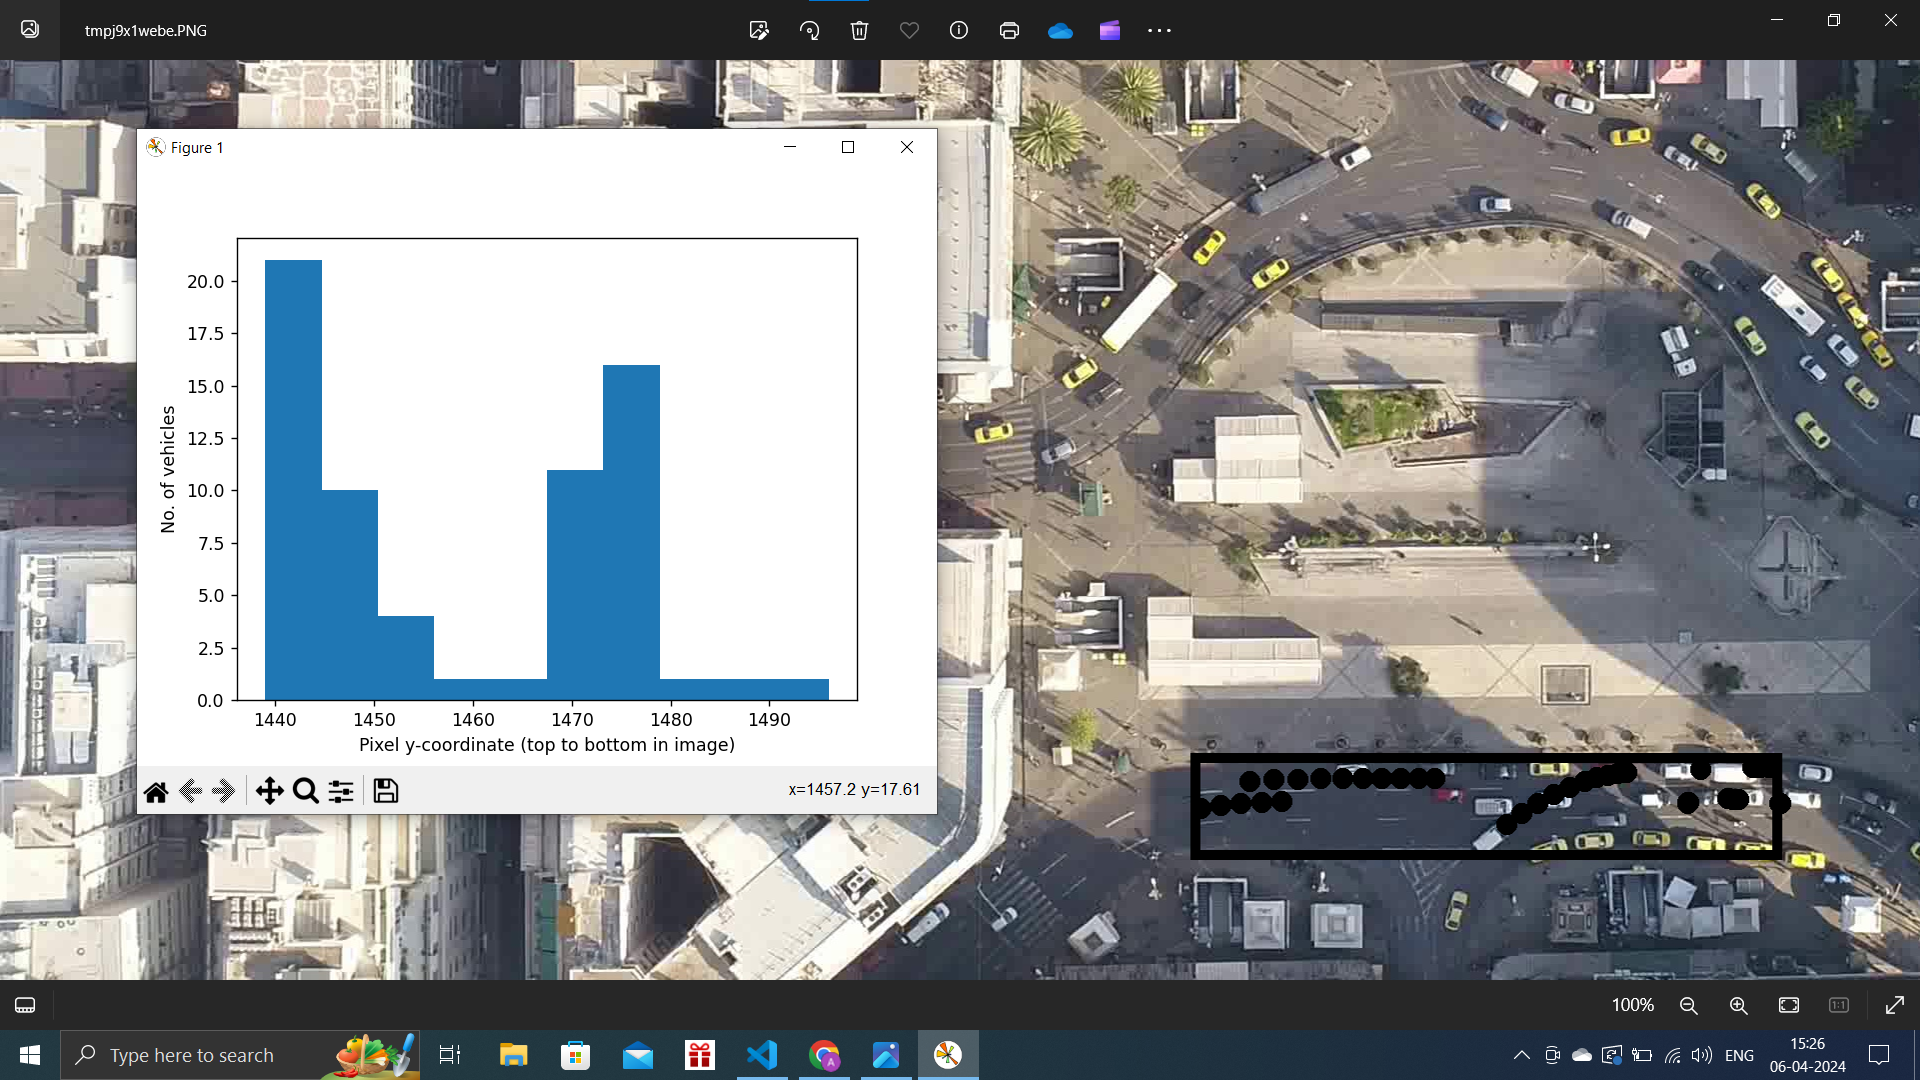 tmpj9x1webe.PNG
Figure 1
20.0
17.5
15.0
12.5
10.0
7.5
5.0
2.5
0.0
No. of vehicles
1440 1450 1460 1470 1480 1490
Pixel y-coordinate (top to bottom in image)
x=1457.2 y=17.61
100%
1:1
Type here to search
A
ENG
15:26
06-04-2024